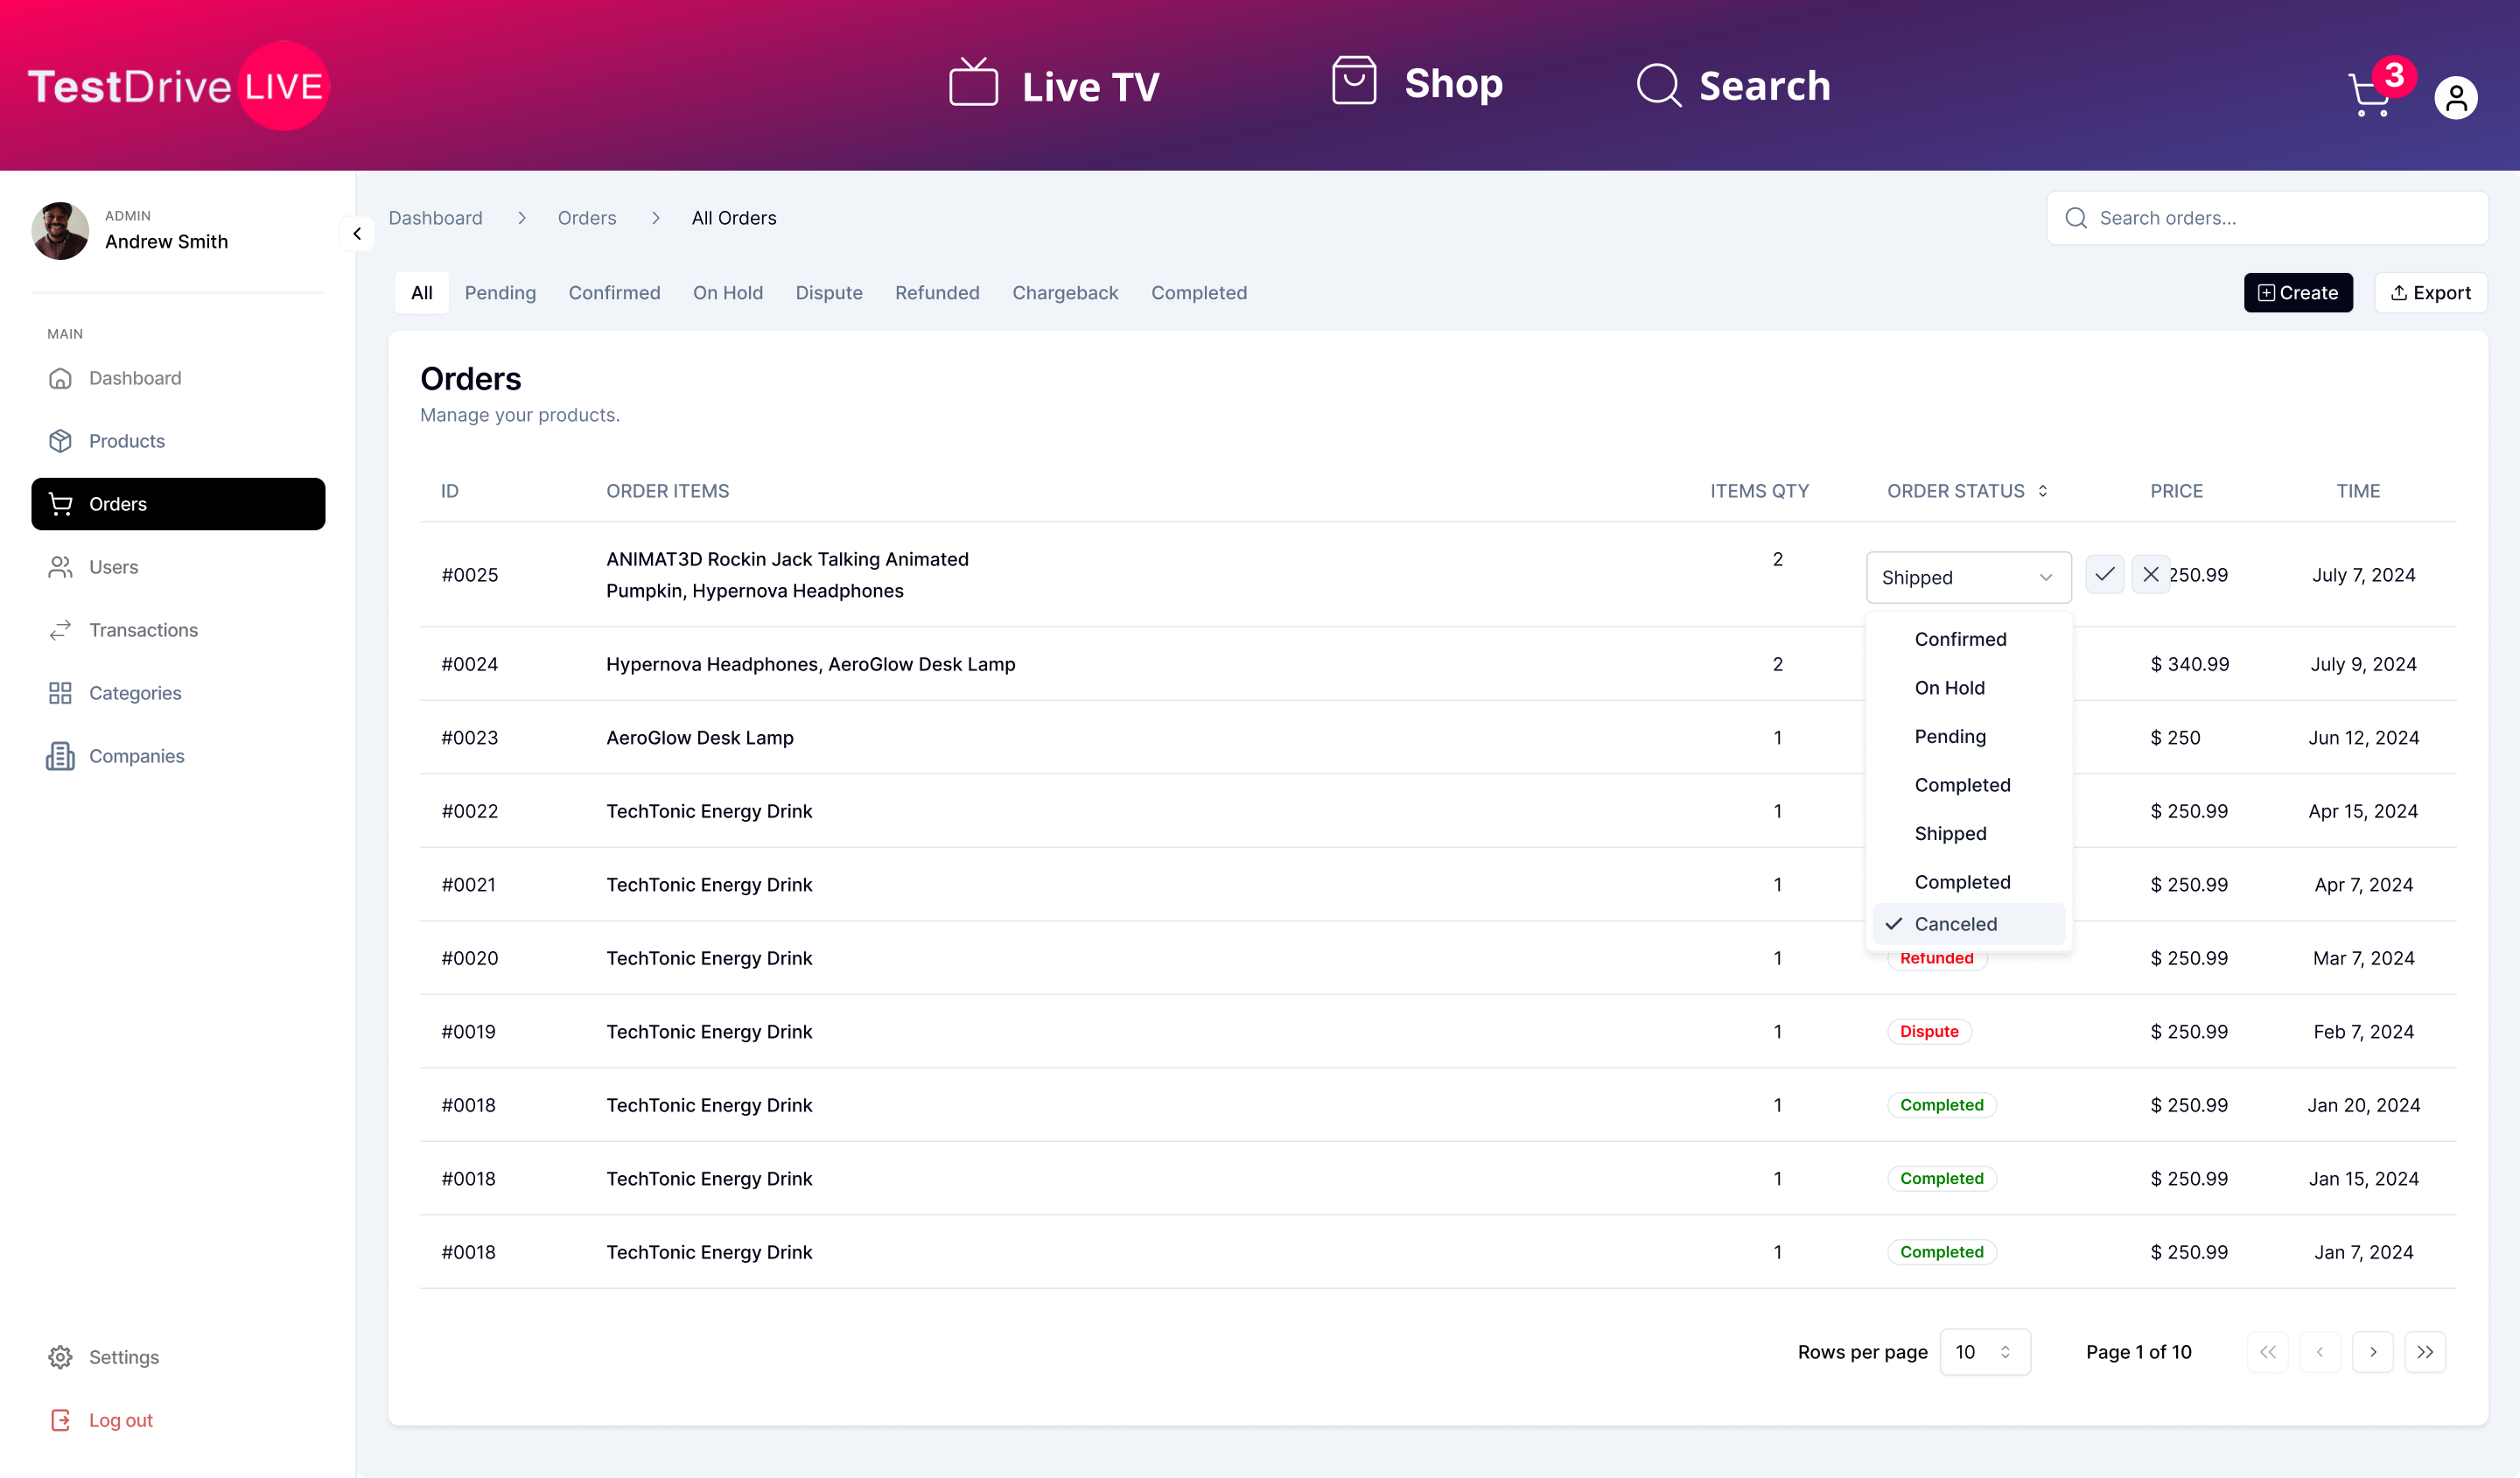 TestDrive LIVE
Live TV
Shop
Search
3
ADMIN
Andrew Smith
MAIN
Dashboard
Products
Orders
Users
Transactions
Categories
Companies
Settings
Log out
Dashboard > Orders > All Orders
Search orders...
All Pending Confirmed On Hold Dispute Refunded Chargeback Completed
Create
Export
Orders
Manage your products.
ID ORDER ITEMS ITEMS QTY ORDER STATUS PRICE TIME
#0025 ANIMAT3D Rockin Jack Talking Animated
Pumpkin, Hypernova Headphones 2 Shipped 250.99 July 7, 2024
#0024 Hypernova Headphones, AeroGlow Desk Lamp 2 $ 340.99 July 9, 2024
#0023 AeroGlow Desk Lamp 1 $ 250 Jun 12, 2024
#0022 TechTonic Energy Drink 1 $ 250.99 Apr 15, 2024
#0021 TechTonic Energy Drink 1 $ 250.99 Apr 7, 2024
#0020 TechTonic Energy Drink 1 Refunded $ 250.99 Mar 7, 2024
#0019 TechTonic Energy Drink 1 Dispute $ 250.99 Feb 7, 2024
#0018 TechTonic Energy Drink 1 Completed $ 250.99 Jan 20, 2024
#0018 TechTonic Energy Drink 1 Completed $ 250.99 Jan 15, 2024
#0018 TechTonic Energy Drink 1 Completed $ 250.99 Jan 7, 2024
Confirmed
On Hold
Pending
Completed
Shipped
Completed
Canceled
Rows per page 10 Page 1 of 10